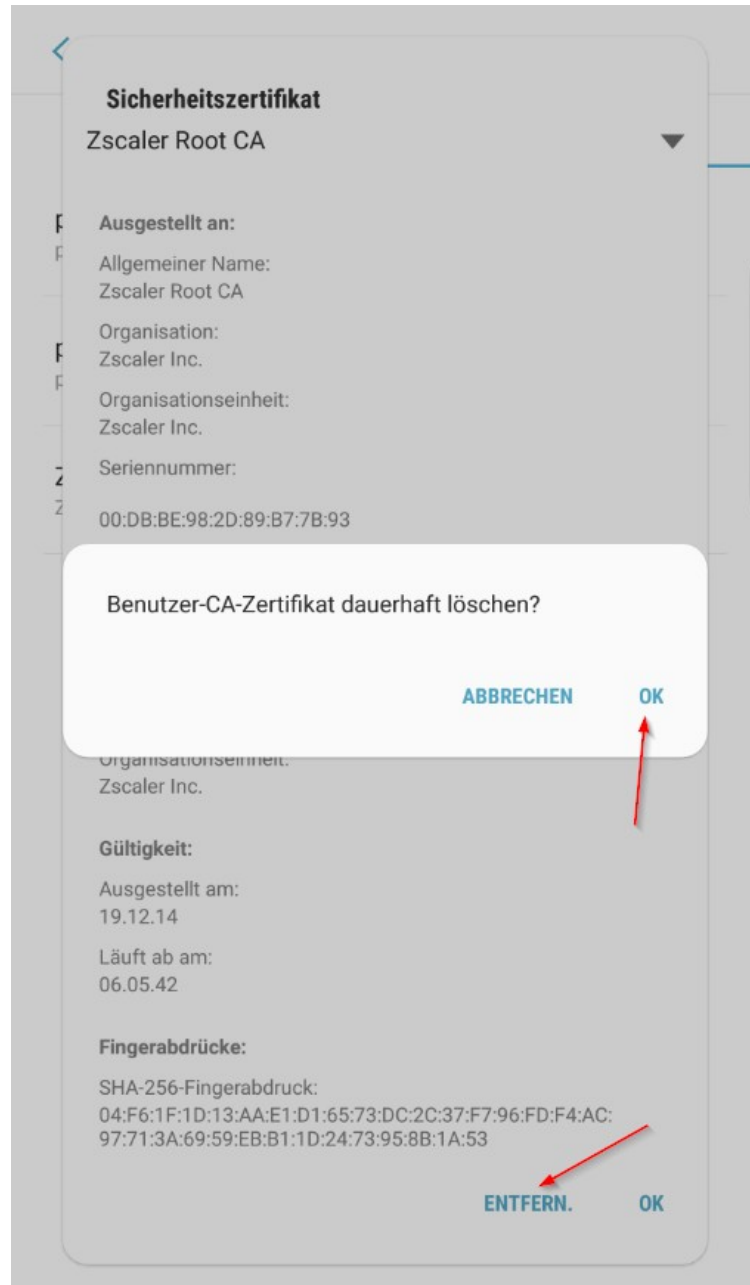 Sicherheitszertifikat
Zscaler Root CA
Ausgestellt an:
Allgemeiner Name:
Zscaler Root CA
Organisation:
Zscaler Inc.
Organisationseinheit:
Zscaler Inc.
Seriennummer:
00:DB:BE:98:2D:89:B7:7B:93
Benutzer-CA-Zertifikat dauerhaft löschen?
ABBRECHEN OK
Organisationseinheit:
Zscaler Inc.
Gültigkeit:
Ausgestellt am:
19.12.14
Läuft ab am:
06.05.42
Fingerabdrücke:
SHA-256-Fingerabdruck:
04:F6:1F:1D:13:AA:E1:D1:65:73:DC:2C:37:F7:96:FD:F4:AC:
97:71:3A:69:59:EB:B1:1D:24:73:95:8B:1A:53
ENTFERN. OK